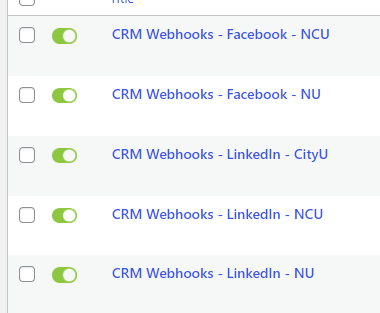 Title
CRM Webhooks - Facebook - NCU
CRM Webhooks - Facebook - NU
CRM Webhooks - LinkedIn - CityU
CRM Webhooks - LinkedIn - NCU
CRM Webhooks - LinkedIn - NU